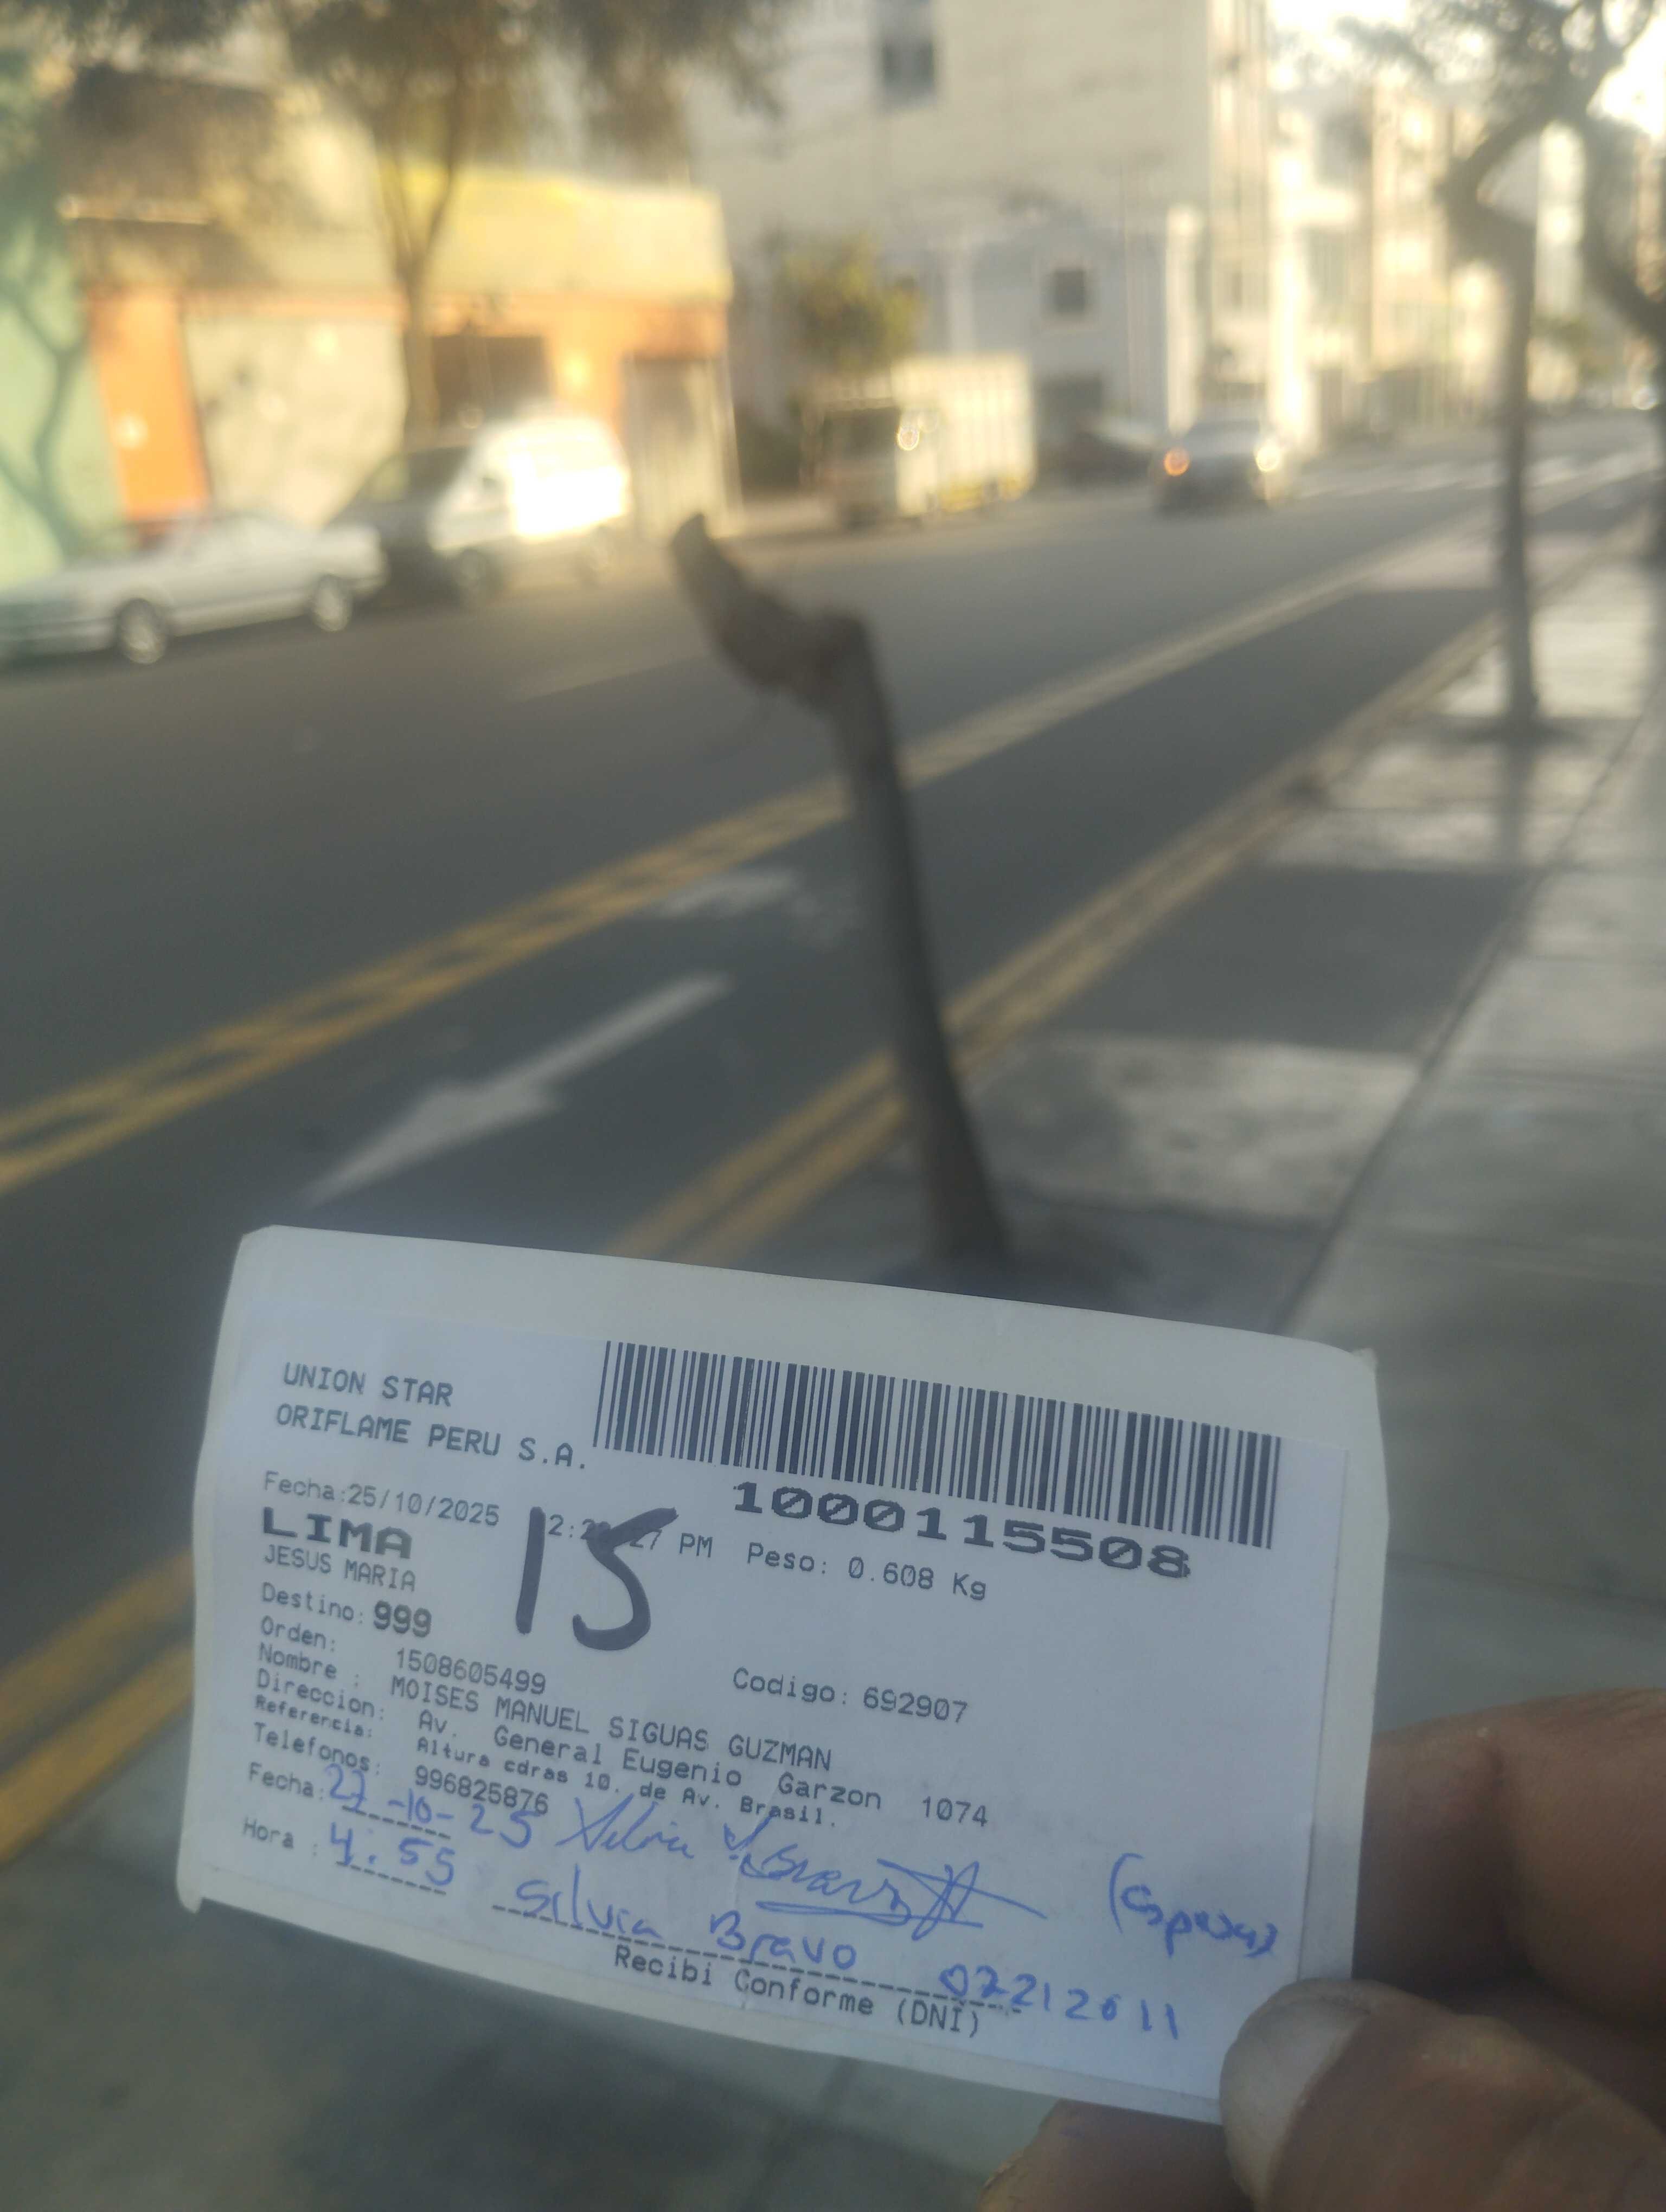 UNION STAR
ORIFLAME PERU S.A.
1000115508
Fecha:25/10/2025 PM Peso: 0.608 Kg
LIMA
JESUS MARIA
15
Destino: 999
Orden: 1508605499 Codigo: 692907
Nombre : MOISES MANUEL SIGUAS GUZMAN
Direccion: Av. General Eugenio Garzon 1074
Referencia: Altura cdras 10. de Av. Brasil.
Telefonos: 996825876
Fecha: 27-10-25 Silvia Bravo (esposa)
Hora : 4:55
Silvia Bravo 07212011
Recibi Conforme (DNI)